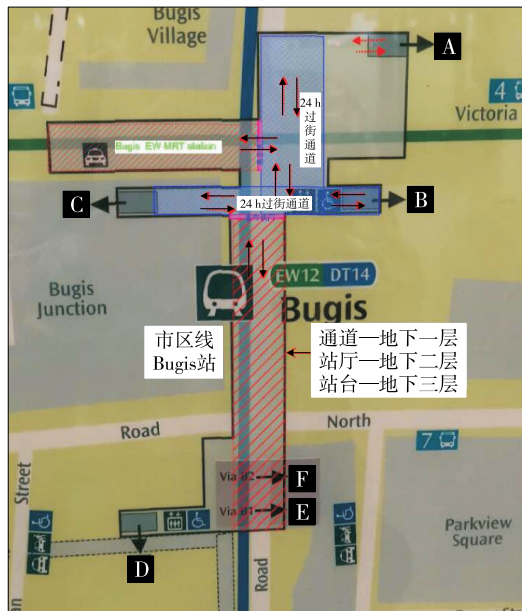 Bugis
Village
A
4
Victoria
24 h
过
街
通
道
Bugis EW MRT station
C
24 h过街通道
B
EW12 DT14
Bugis
Bugis
Junction
市区线
Bugis站
通道—地下一层
站厅—地下二层
站台—地下三层
Road
North
7
Street
Via B2
F
Via B1
E
D
Road
Parkview
Square